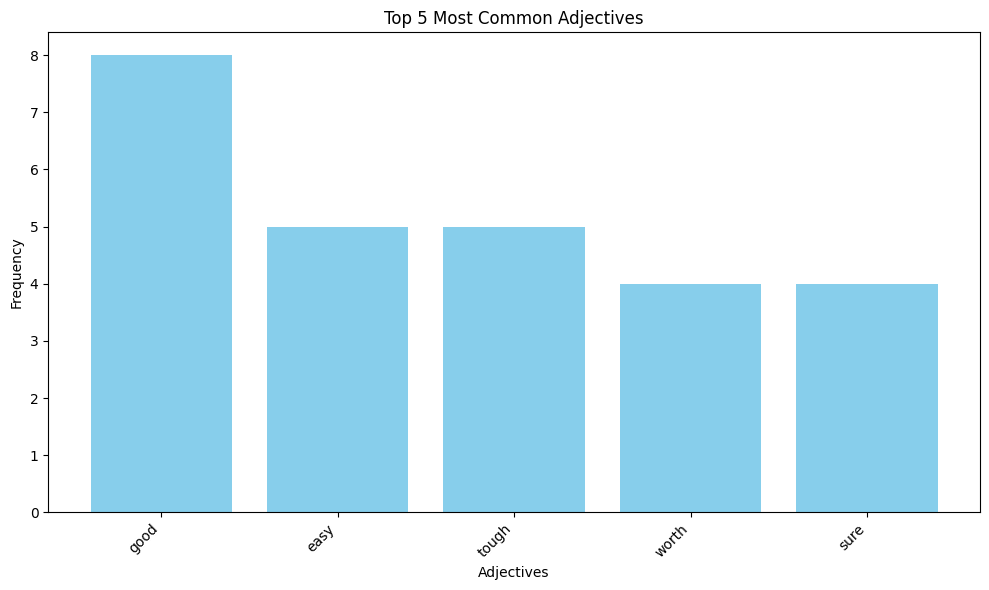 Top 5 Most Common Adjectives
8
7
6
5
4
3
2
1
0
Frequency
good
easy
tough
worth
sure
Adjectives